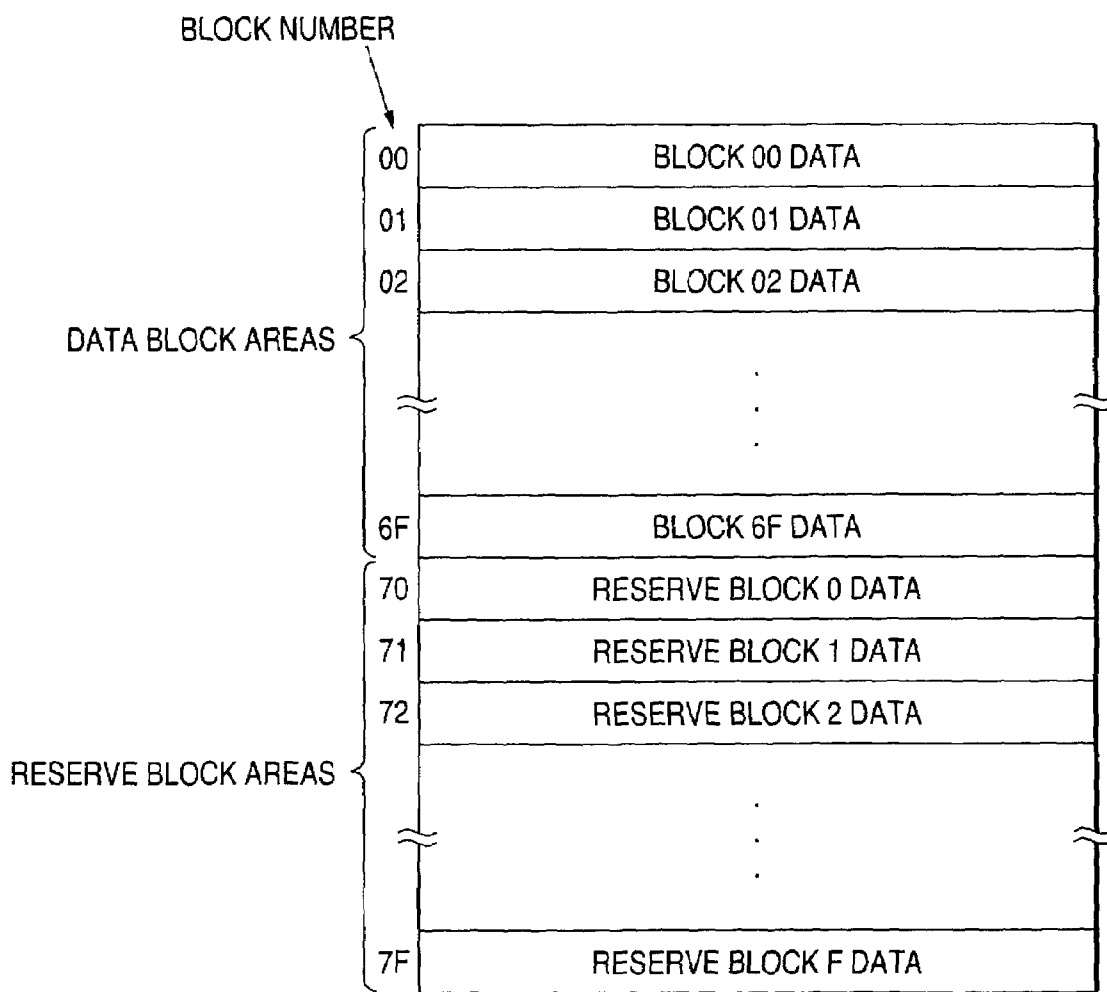 BLOCK NUMBER
00 BLOCK 00 DATA
01 BLOCK 01 DATA
02 BLOCK 02 DATA
DATA BLOCK AREAS
6F BLOCK 6F DATA
70 RESERVE BLOCK 0 DATA
71 RESERVE BLOCK 1 DATA
72 RESERVE BLOCK 2 DATA
RESERVE BLOCK AREAS
7F RESERVE BLOCK F DATA